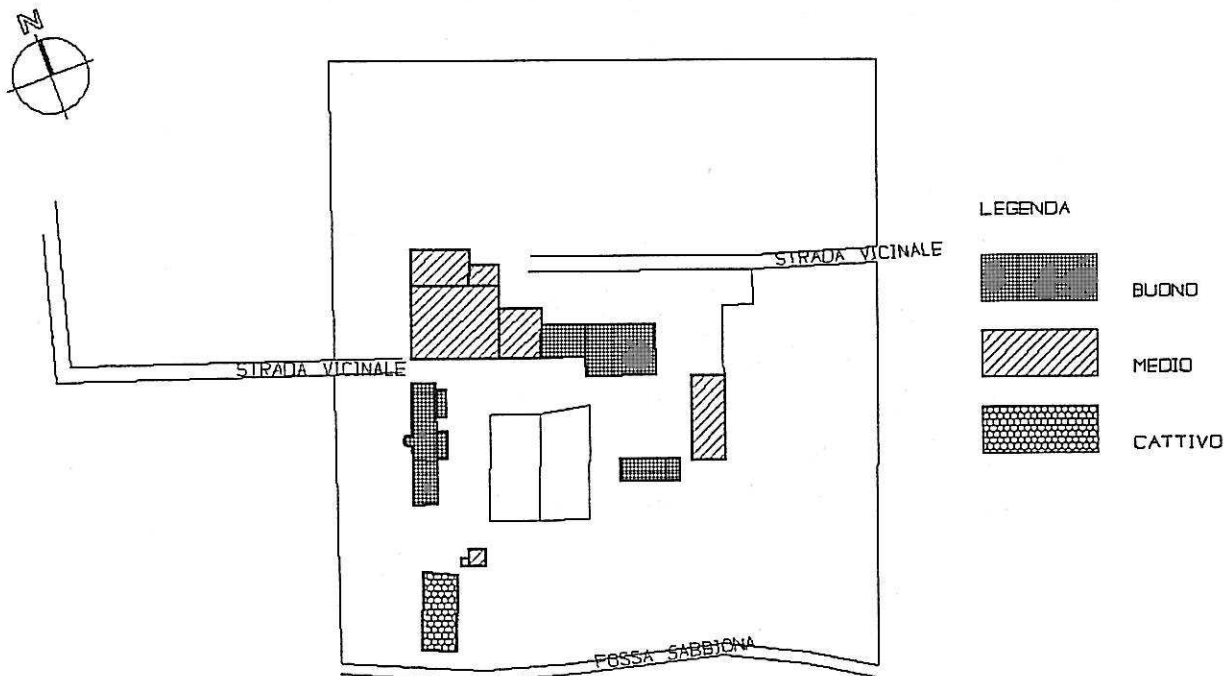 N
LEGENDA
STRADA VICINALE
BUONO
MEDIO
STRADA VICINALE
CATTIVO
FOSSA SABBIONA